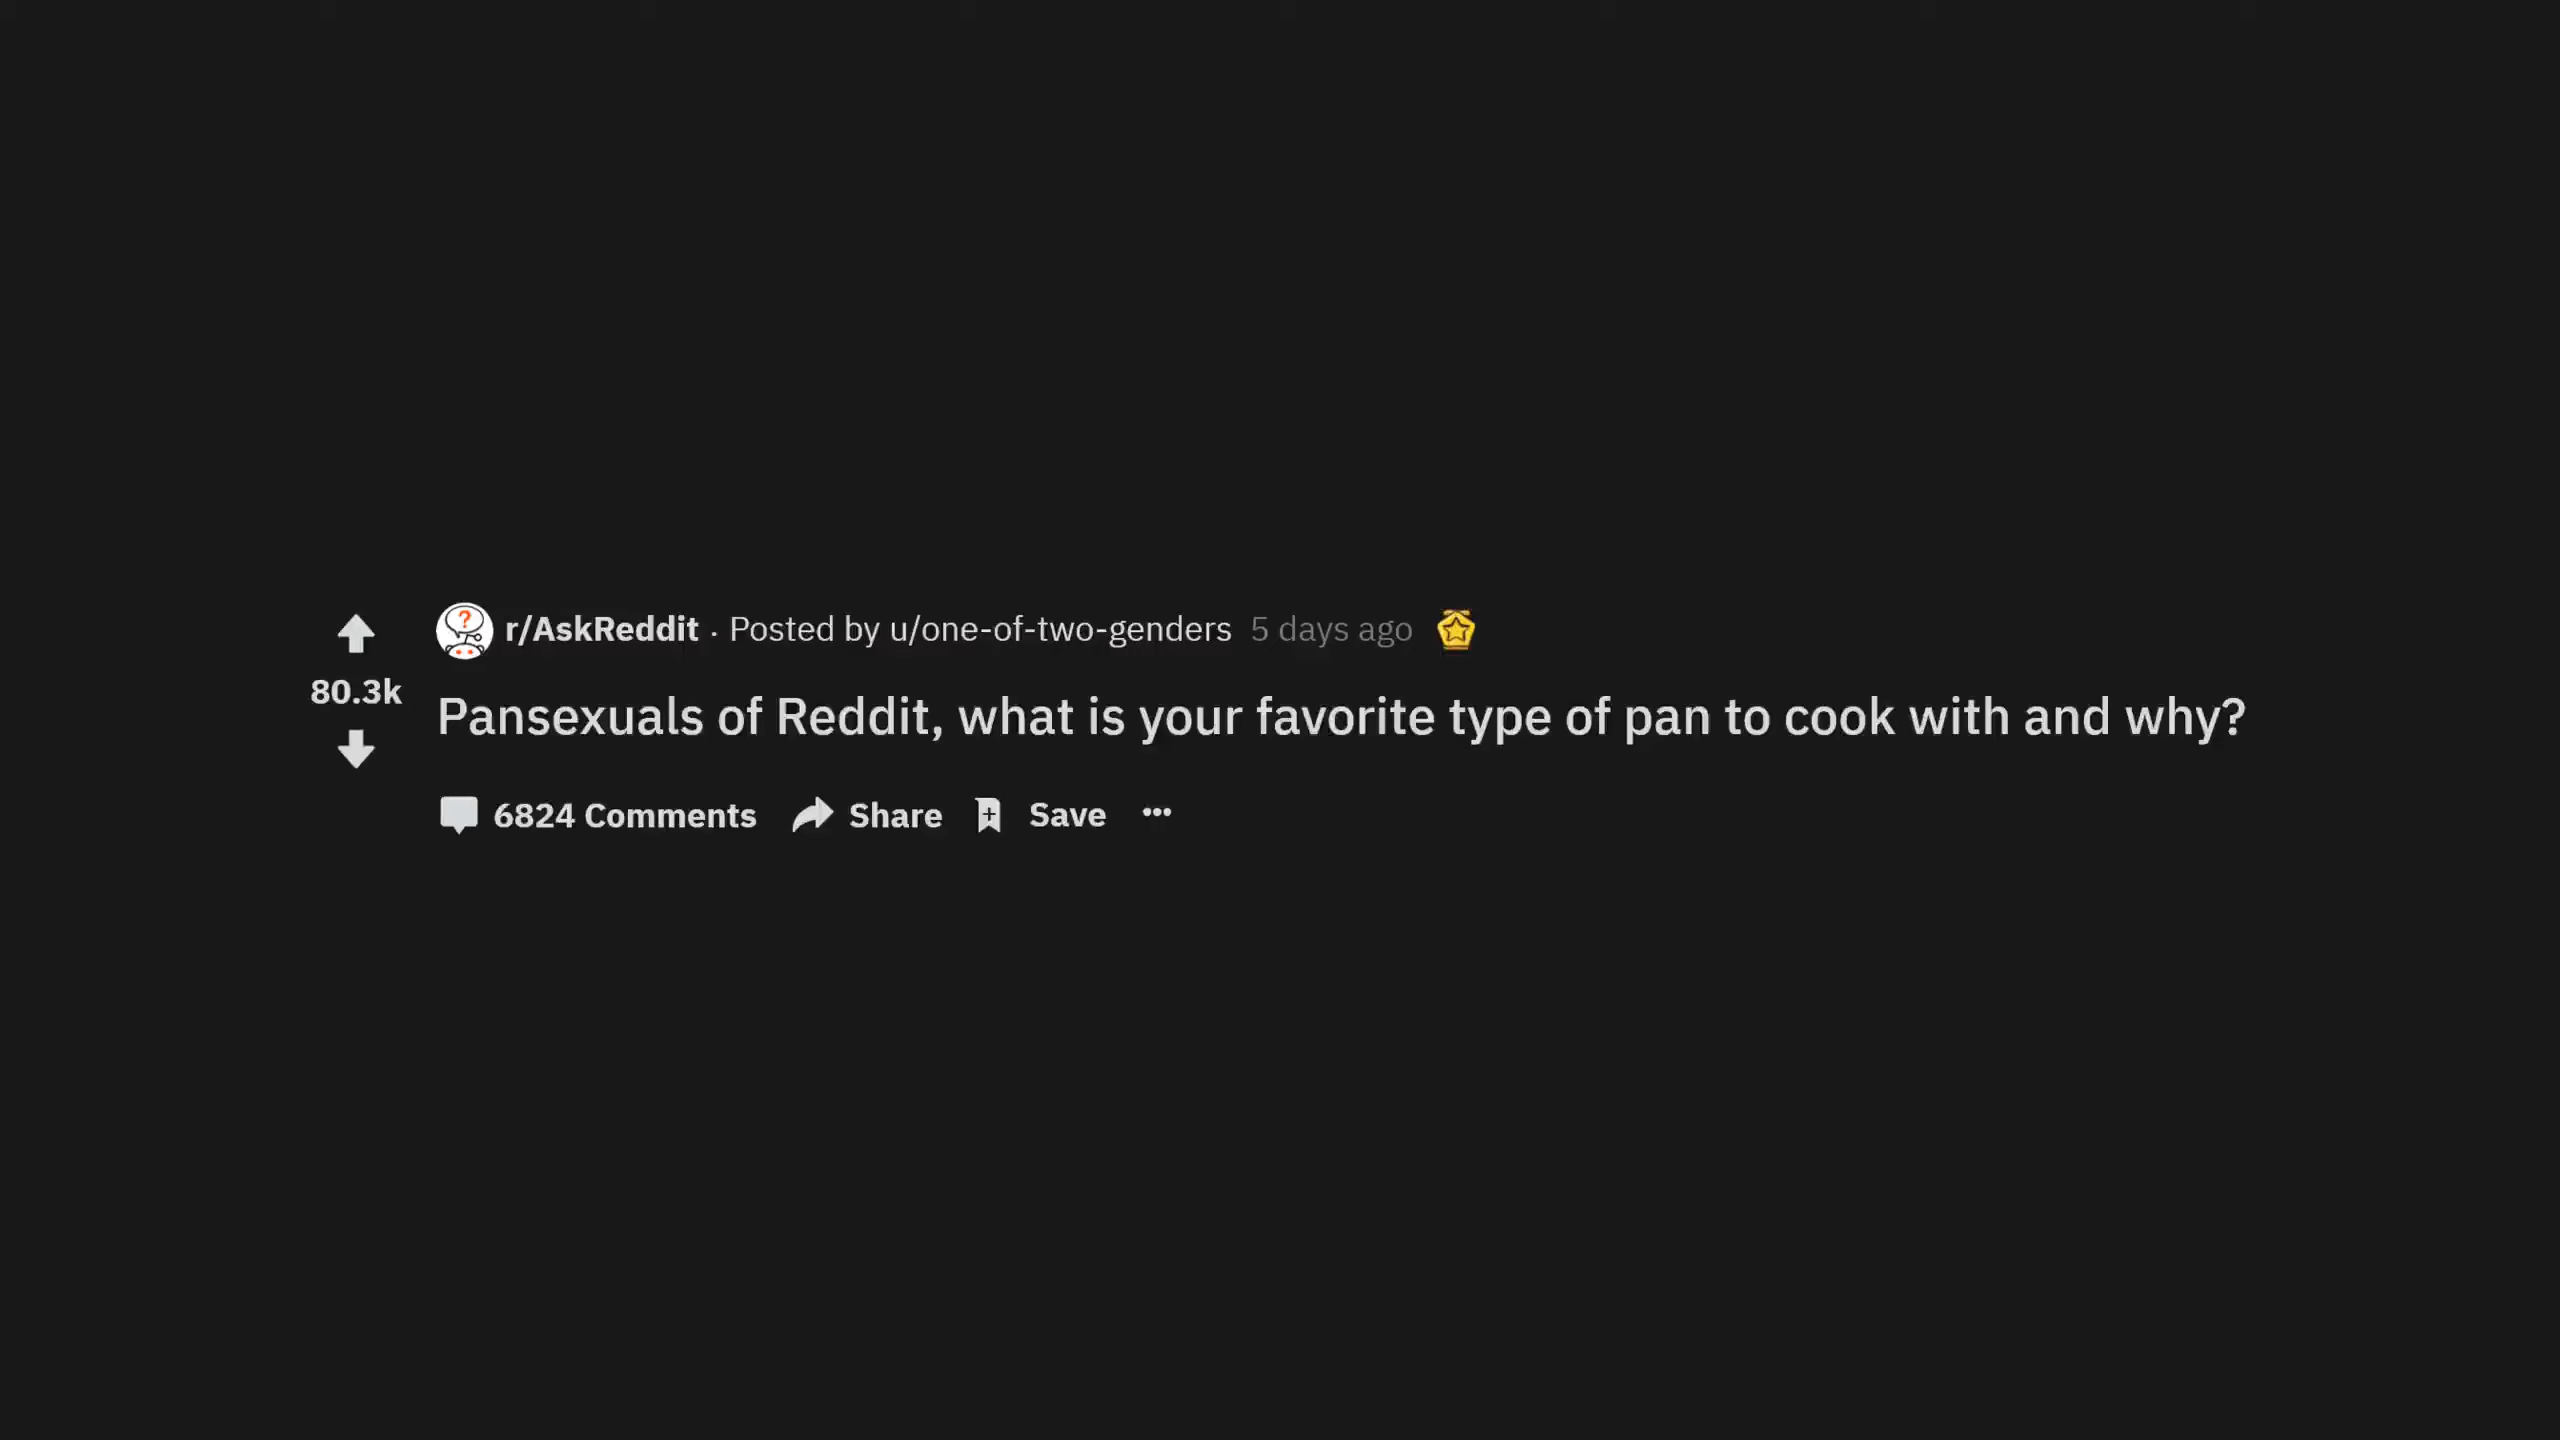 r/AskReddit · Posted by u/one-of-two-genders 5 days ago
80.3k
Pansexuals of Reddit, what is your favorite type of pan to cook with and why?
6824 Comments Share Save ···